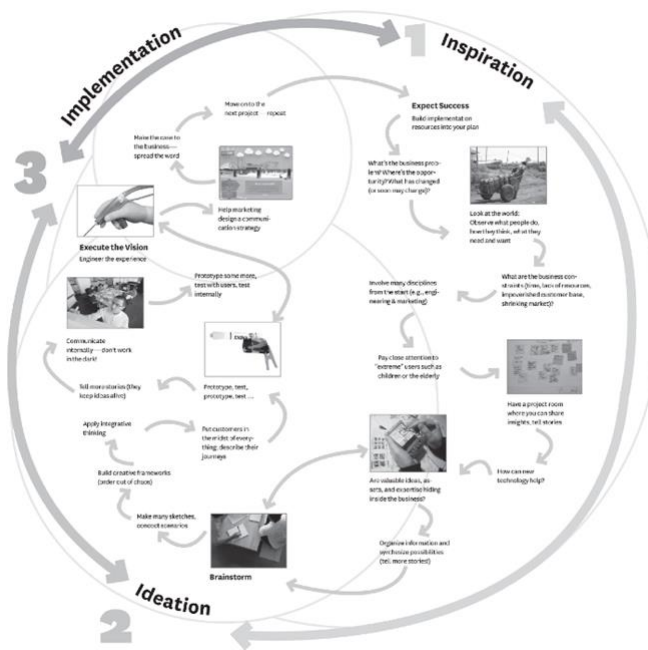 1
Inspiration
Expect Success
Build implementation
resources into your plan
What's the business prob-
lem? Where's the oppor-
tunity? What has changed
(or soon may change)?
Look at the world:
Observe what people do,
how they think, what they
need and want
What are the business con-
straints (time, lack of resources,
impoverished customer base,
shrinking market)?
Involve many disciplines
from the start (e.g., engi-
neering & marketing)
Pay close attention to
"extreme" users such as
children or the elderly
Have a project room
where you can share
insights, tell stories
How can new
technology help?
Are valuable ideas, as-
sets, and expertise hiding
inside the business?
Organize information and
synthesize possibilities
(tell more stories!)
2
Ideation
Brainstorm
Make many sketches,
concoct scenarios
Build creative frameworks
(order out of chaos)
Apply integrative
thinking
Put customers in
the midst of every-
thing; describe their
journeys
Prototype, test,
prototype, test ...
Tell more stories (they
keep ideas alive)
Communicate
internally—don't work
in the dark!
Prototype some more,
test with users, test
internally
3
Implementation
Execute the Vision
Engineer the experience
Help marketing
design a communi-
cation strategy
Make the case to
the business—
spread the word
Move on to the
next project—repeat